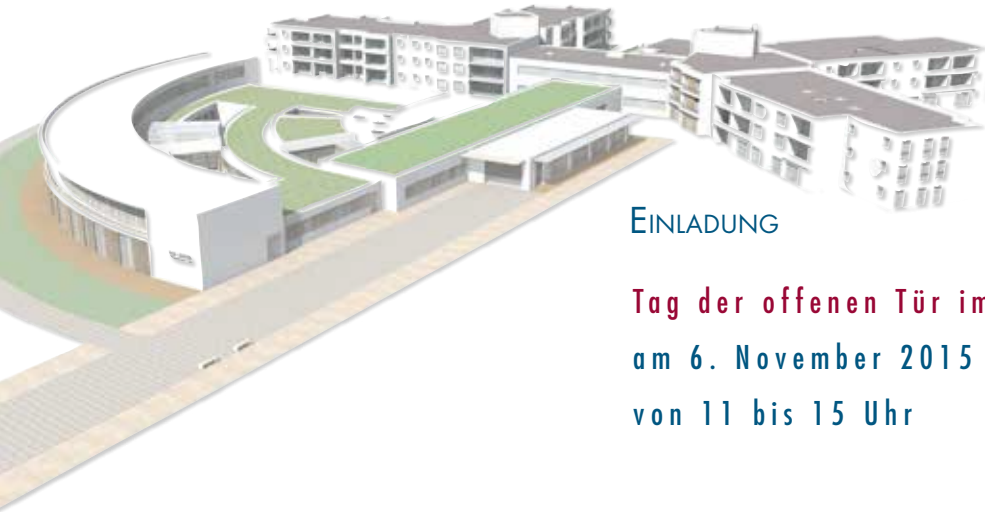 EINLADUNG
Tag der offenen Tür im
am 6. November 2015
von 11 bis 15 Uhr